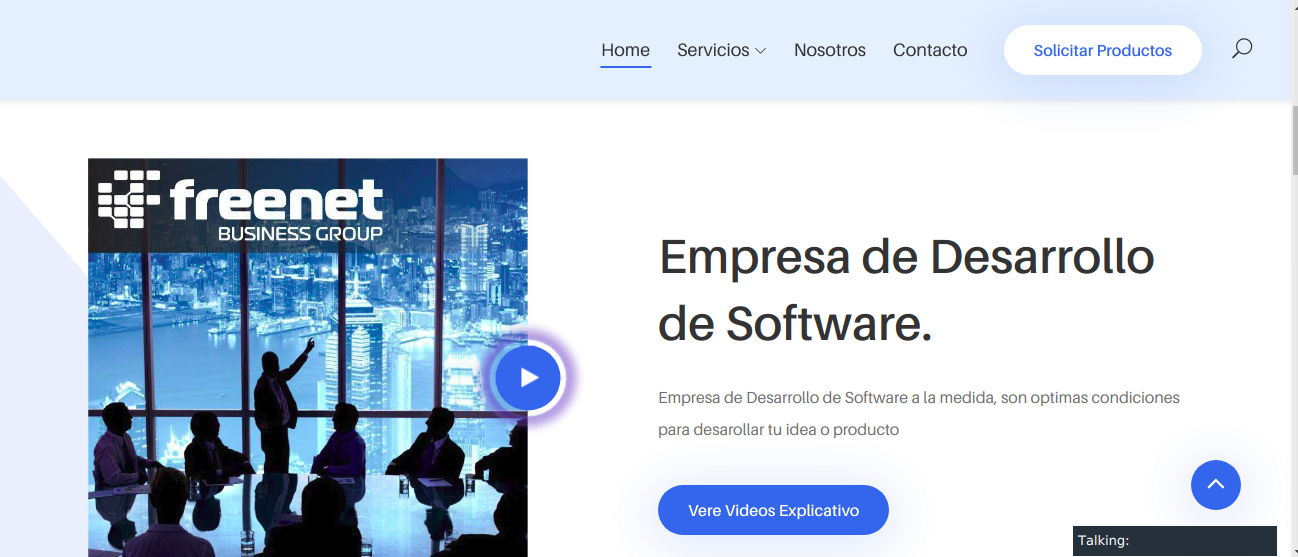 Home Servicios Nosotros Contacto Solicitar Productos
freenet
BUSINESS GROUP
Empresa de Desarrollo
de Software.
Empresa de Desarrollo de Software a la medida, son optimas condiciones
para desarollar tu idea o producto
Vere Videos Explicativo
Talking: